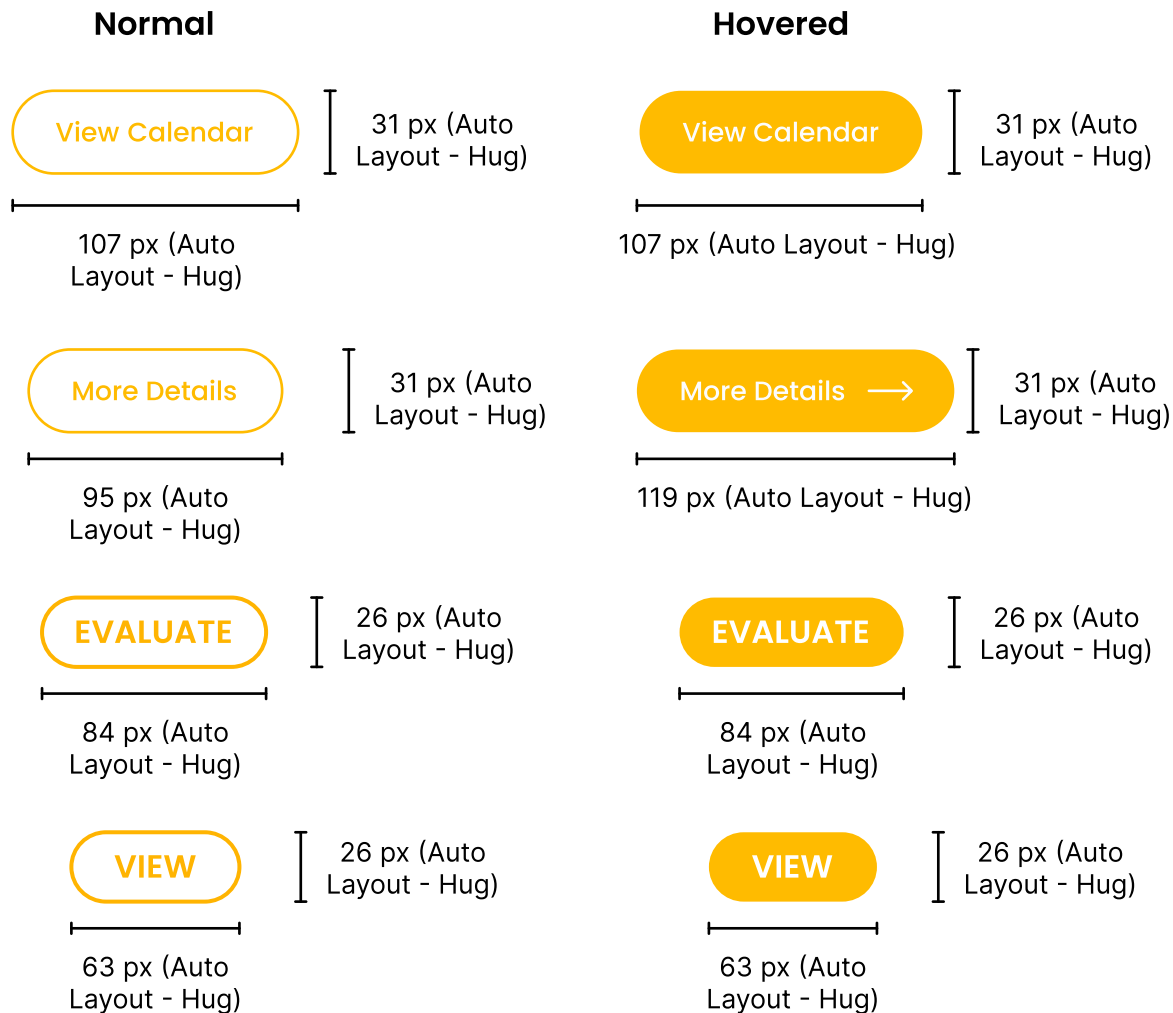 Normal
Hovered
View Calendar
31 px (Auto
Layout - Hug)
View Calendar
31 px (Auto
Layout - Hug)
107 px (Auto
Layout - Hug)
107 px (Auto Layout - Hug)
More Details
31 px (Auto
Layout - Hug)
More Details
31 px (Auto
Layout - Hug)
95 px (Auto
Layout - Hug)
119 px (Auto Layout - Hug)
EVALUATE
26 px (Auto
Layout - Hug)
EVALUATE
26 px (Auto
Layout - Hug)
84 px (Auto
Layout - Hug)
84 px (Auto
Layout - Hug)
VIEW
26 px (Auto
Layout - Hug)
VIEW
26 px (Auto
Layout - Hug)
63 px (Auto
Layout - Hug)
63 px (Auto
Layout - Hug)